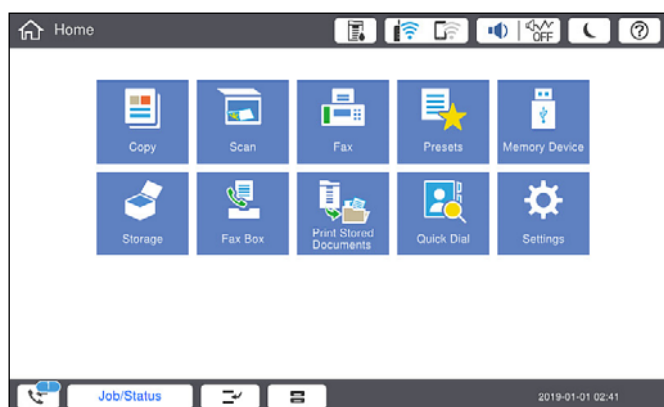 Home
OFF
Copy
Scan
Fax
Presets
Memory Device
Storage
Fax Box
Print Stored
Documents
Quick Dial
Settings
1
Job/Status
2019-01-01 02:41